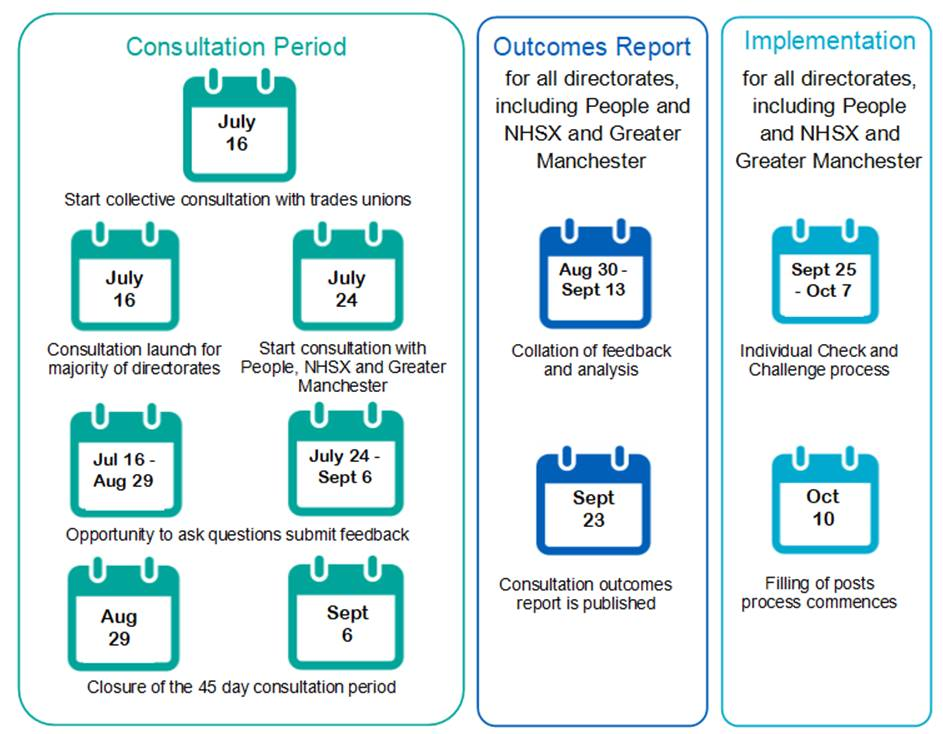 Consultation Period
July
16
Start collective consultation with trades unions
July
16
Consultation launch for
majority of directorates
July
24
Start consultation with
People, NHSX and Greater
Manchester
Jul 16 -
Aug 29
July 24 -
Sept 6
Opportunity to ask questions submit feedback
Aug
29
Sept
6
Closure of the 45 day consultation period
Outcomes Report
for all directorates,
including People and
NHSX and Greater
Manchester
Aug 30 -
Sept 13
Collation of feedback
and analysis
Sept
23
Consultation outcomes
report is published
Implementation
for all directorates,
including People
and NHSX and
Greater Manchester
Sept 25
- Oct 7
Individual Check and
Challenge process
Oct
10
Filling of posts
process commences